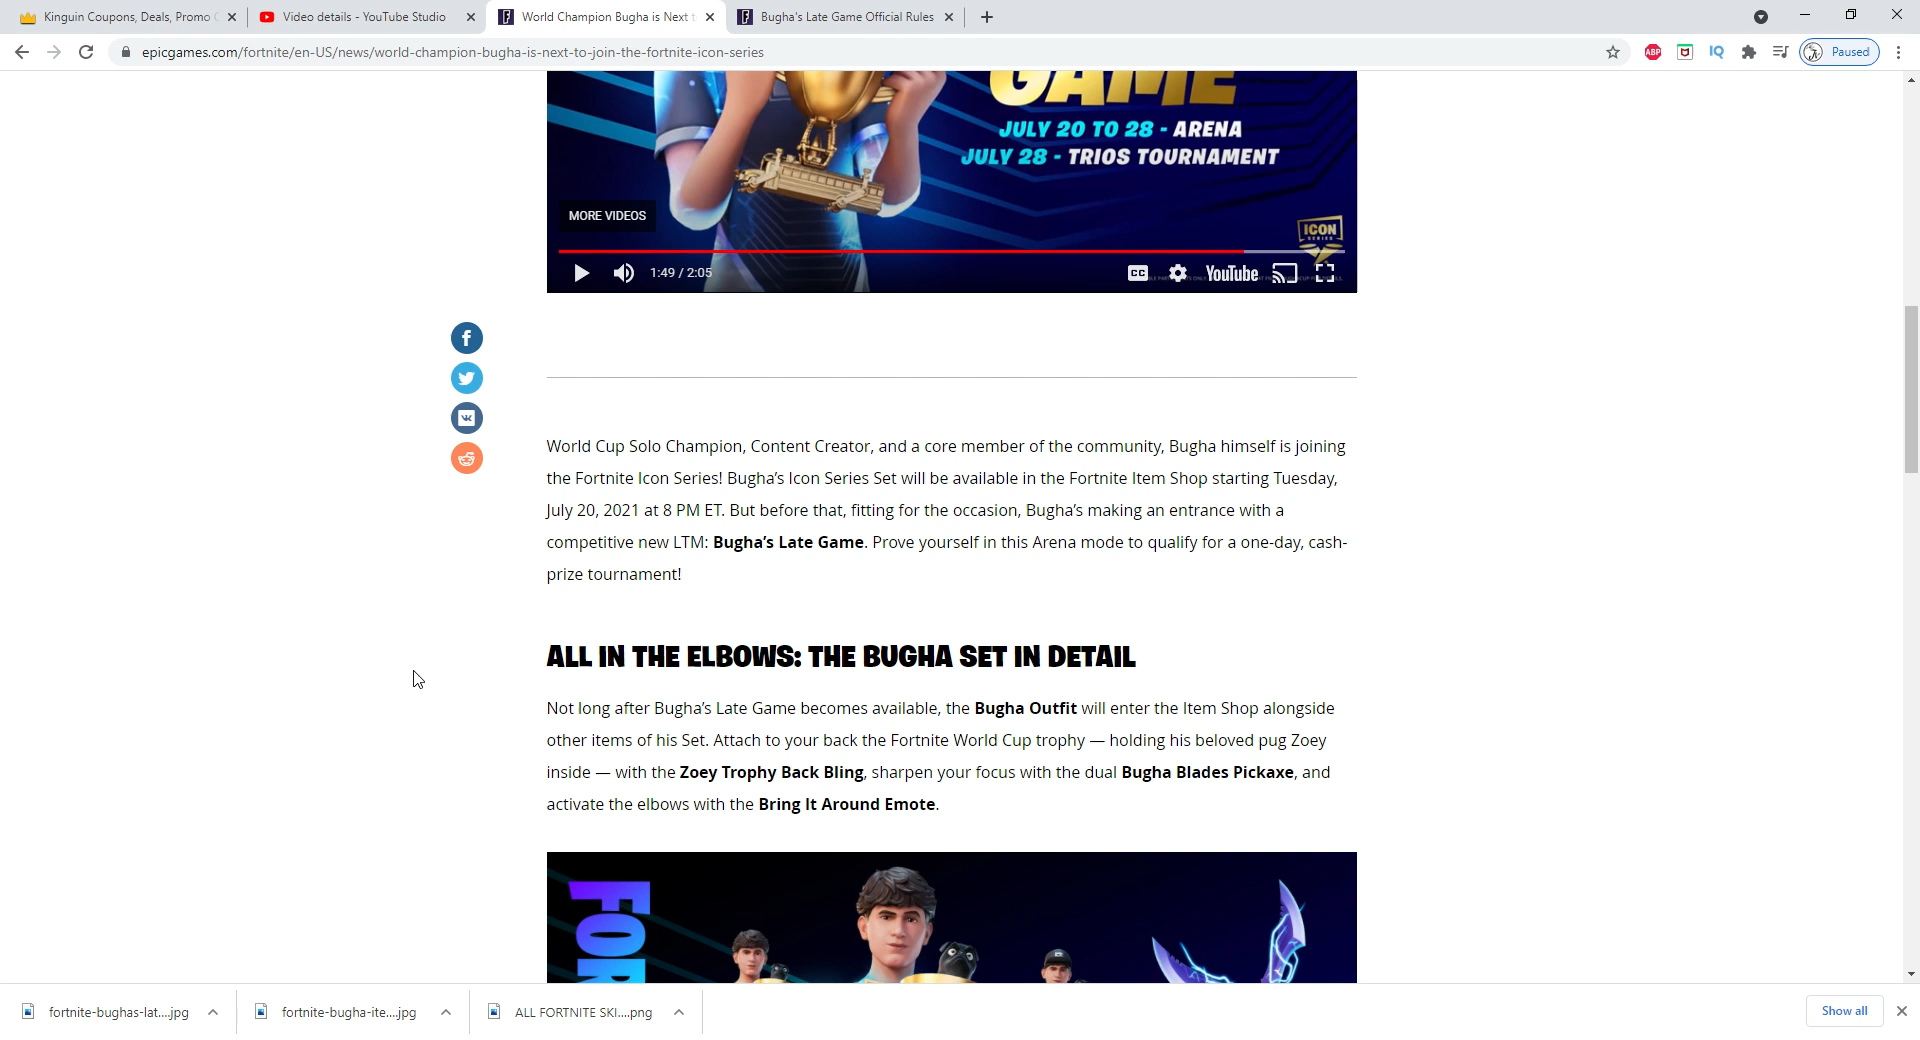 Kinguin Coupons, Deals, Promo
Video details - YouTube Studio
World Champion Bugha is Next
Bugha's Late Game Official Rules
epicgames.com/fortnite/en-US/news/world-champion-bugha-is-next-to-join-the-fortnite-icon-series
ABP
IQ
Paused
GAME
JULY 20 TO 28 - ARENA
JULY 28 - TRIOS TOURNAMENT
MORE VIDEOS
ICON
SERIES
1:49 / 2:05
CC
YouTube
World Cup Solo Champion, Content Creator, and a core member of the community, Bugha himself is joining
the Fortnite Icon Series! Bugha’s Icon Series Set will be available in the Fortnite Item Shop starting Tuesday,
July 20, 2021 at 8 PM ET. But before that, fitting for the occasion, Bugha’s making an entrance with a
competitive new LTM: Bugha’s Late Game. Prove yourself in this Arena mode to qualify for a one-day, cash-
prize tournament!
ALL IN THE ELBOWS: THE BUGHA SET IN DETAIL
Not long after Bugha’s Late Game becomes available, the Bugha Outfit will enter the Item Shop alongside
other items of his Set. Attach to your back the Fortnite World Cup trophy — holding his beloved pug Zoey
inside — with the Zoey Trophy Back Bling, sharpen your focus with the dual Bugha Blades Pickaxe, and
activate the elbows with the Bring It Around Emote.
FOR
fortnite-bughas-lat....jpg
fortnite-bugha-ite....jpg
ALL FORTNITE SKI....png
Show all